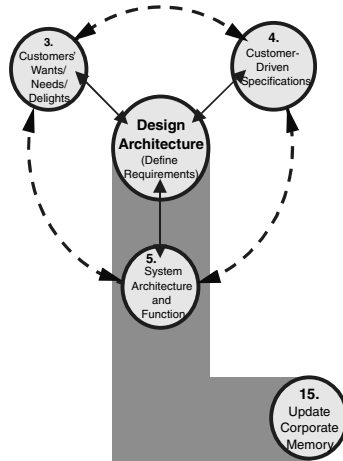 3.
Customers'
Wants/
Needs/
Delights
4.
Customer-
Driven
Specifications
Design
Architecture
(Define
Requirements)
5.
System
Architecture
and
Function
15.
Update
Corporate
Memory